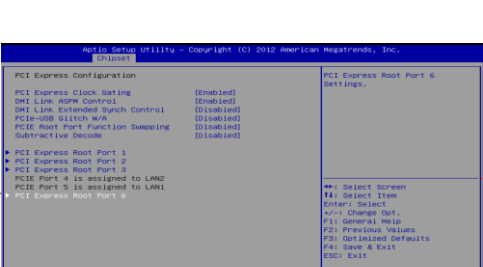 Aptio Setup Utility – Copyright (C) 2012 American Megatrends, Inc.
Chipset
PCI Express Configuration
PCI Express Clock Gating [Enabled]
DMI Link ASPM Control [Enabled]
DMI Link Extended Synch Control [Disabled]
PCIe-USB Glitch W/A [Disabled]
PCIE Root Port Function Swapping [Disabled]
Subtractive Decode [Disabled]
PCI Express Root Port 1
PCI Express Root Port 2
PCI Express Root Port 3
PCIE Port 4 is assigned to LAN2
PCIE Port 5 is assigned to LAN1
PCI Express Root Port 6
PCI Express Root Port 6
Settings.
→←: Select Screen
↑↓: Select Item
Enter: Select
+/-: Change Opt.
F1: General Help
F2: Previous Values
F3: Optimized Defaults
F4: Save & Exit
ESC: Exit